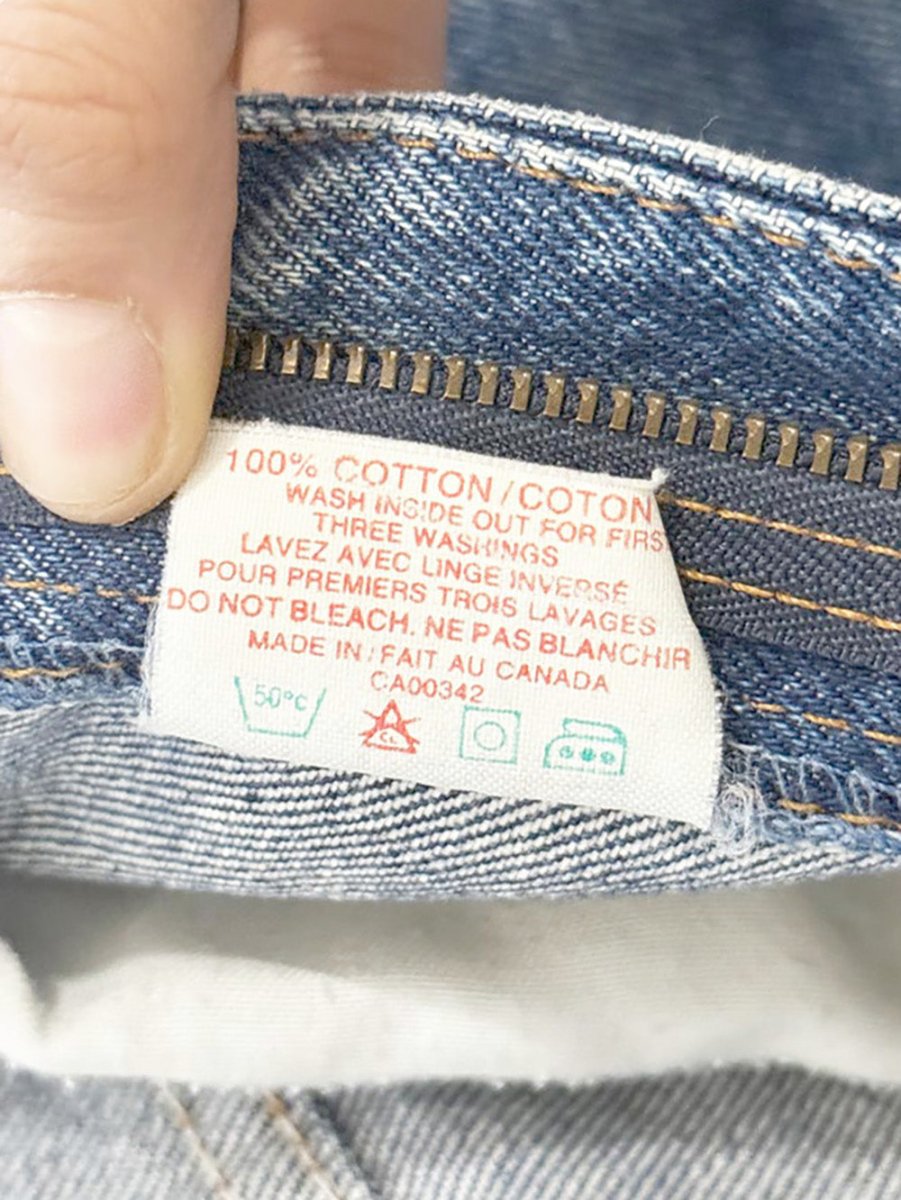 100% COTTON/COTON
WASH INSIDE OUT FOR FIRS
THREE WASHINGS
LAVEZ AVEC LINGE INVERSÉ
POUR PREMIERS TROIS LAVAGES
DO NOT BLEACH. NE PAS BLANCHIR
MADE IN/FAIT AU CANADA
CA00342
50°C
CL